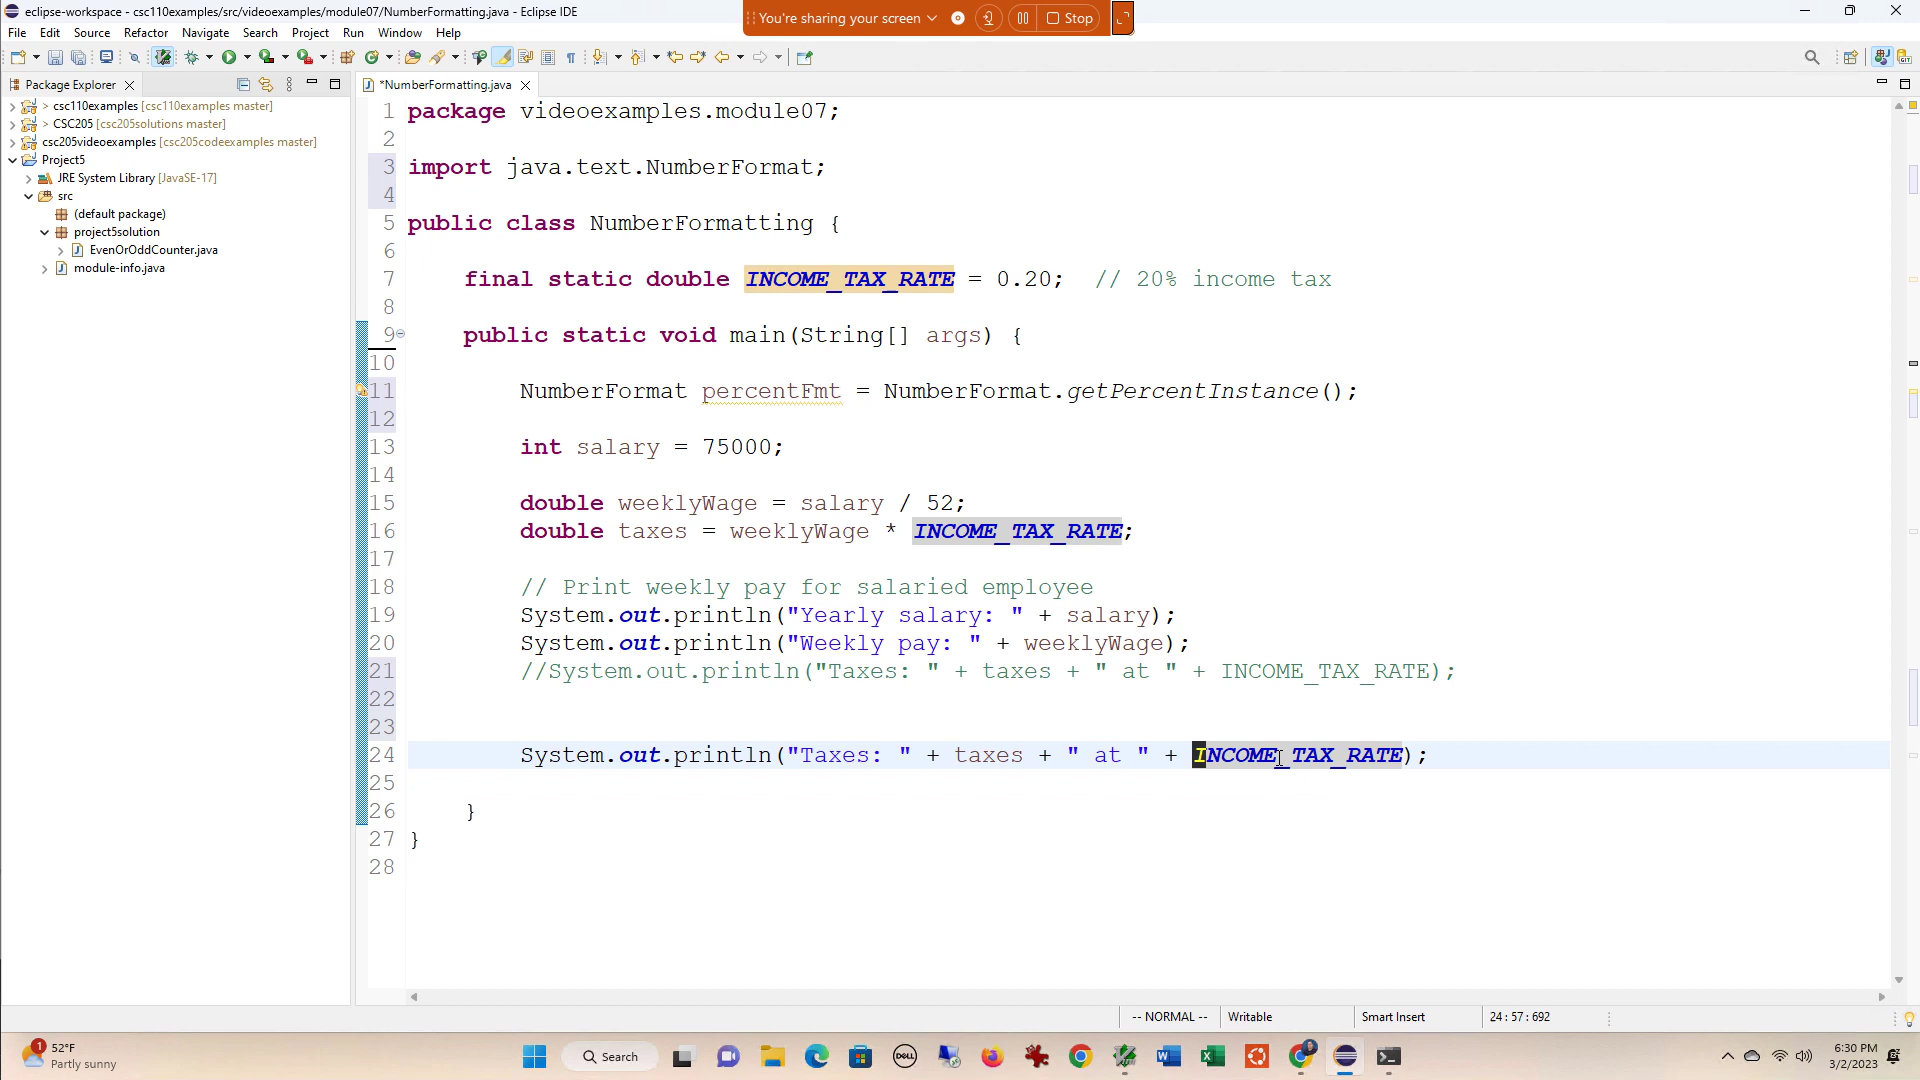 eclipse-workspace - csc110examples/src/videoexamples/module07/NumberFormatting.java - Eclipse IDE
You're sharing your screen
Stop
File Edit Source Refactor Navigate Search Project Run Window Help
Package Explorer
*NumberFormatting.java
> csc110examples [csc110examples master]
> CSC205 [csc205solutions master]
csc205videoexamples [csc205codeexamples master]
Project5
JRE System Library [JavaSE-17]
src
(default package)
project5solution
EvenOrOddCounter.java
module-info.java
1 package videoexamples.module07;
2
3 import java.text.NumberFormat;
4
5 public class NumberFormatting {
6
7 final static double INCOME_TAX_RATE = 0.20; // 20% income tax
8
9 public static void main(String[] args) {
10
11 NumberFormat percentFmt = NumberFormat.getPercentInstance();
12
13 int salary = 75000;
14
15 double weeklyWage = salary / 52;
16 double taxes = weeklyWage * INCOME_TAX_RATE;
17
18 // Print weekly pay for salaried employee
19 System.out.println("Yearly salary: " + salary);
20 System.out.println("Weekly pay: " + weeklyWage);
21 //System.out.println("Taxes: " + taxes + " at " + INCOME_TAX_RATE);
22
23
24 System.out.println("Taxes: " + taxes + " at " + INCOME_TAX_RATE);
25
26 }
27 }
28
-- NORMAL -- Writable Smart Insert 24 : 57 : 692
1
52°F
Partly sunny
Search
DELL
6:30 PM
3/2/2023